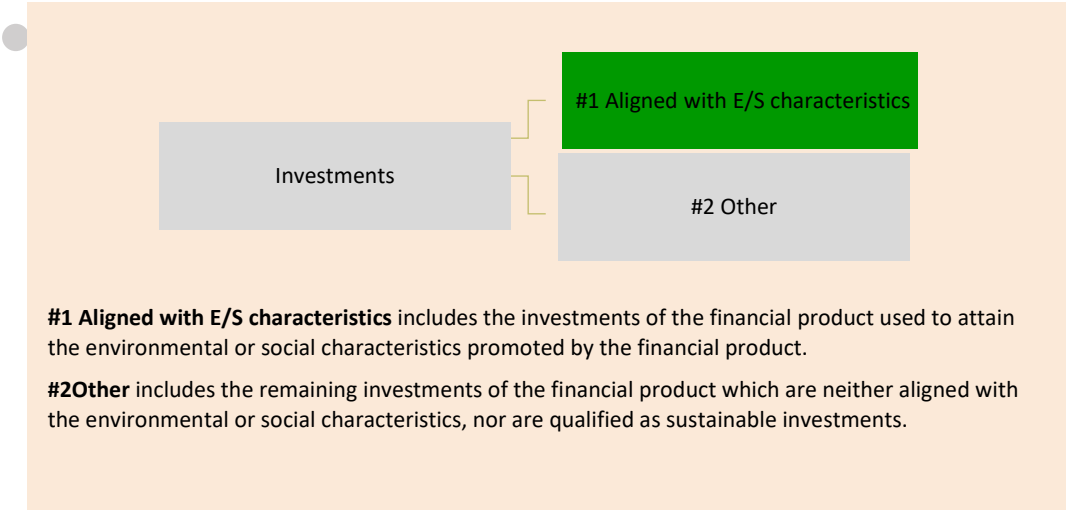 #1 Aligned with E/S characteristics
Investments
#2 Other
#1 Aligned with E/S characteristics includes the investments of the financial product used to attain
the environmental or social characteristics promoted by the financial product.
#2Other includes the remaining investments of the financial product which are neither aligned with
the environmental or social characteristics, nor are qualified as sustainable investments.